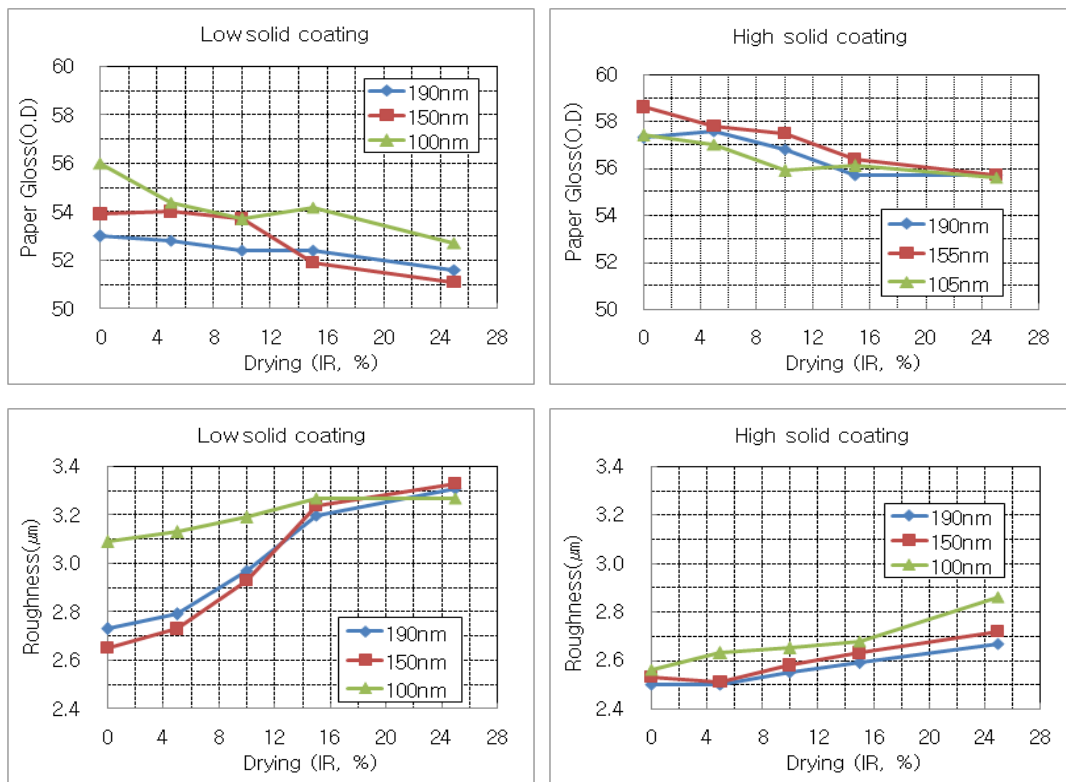 Low solid coating
Paper Gloss(O.D)
60
58
56
54
52
50
190nm
150nm
100nm
0 4 8 12 16 20 24 28
Drying (IR, %)
High solid coating
Paper Gloss(O.D)
60
58
56
54
52
50
190nm
155nm
105nm
0 4 8 12 16 20 24 28
Drying (IR, %)
Low solid coating
Roughness(㎛)
3.4
3.2
3.0
2.8
2.6
2.4
190nm
150nm
100nm
0 4 8 12 16 20 24 28
Drying (IR, %)
High solid coating
Roughness(㎛)
3.4
3.2
3.0
2.8
2.6
2.4
190nm
150nm
100nm
0 4 8 12 16 20 24 28
Drying (IR, %)